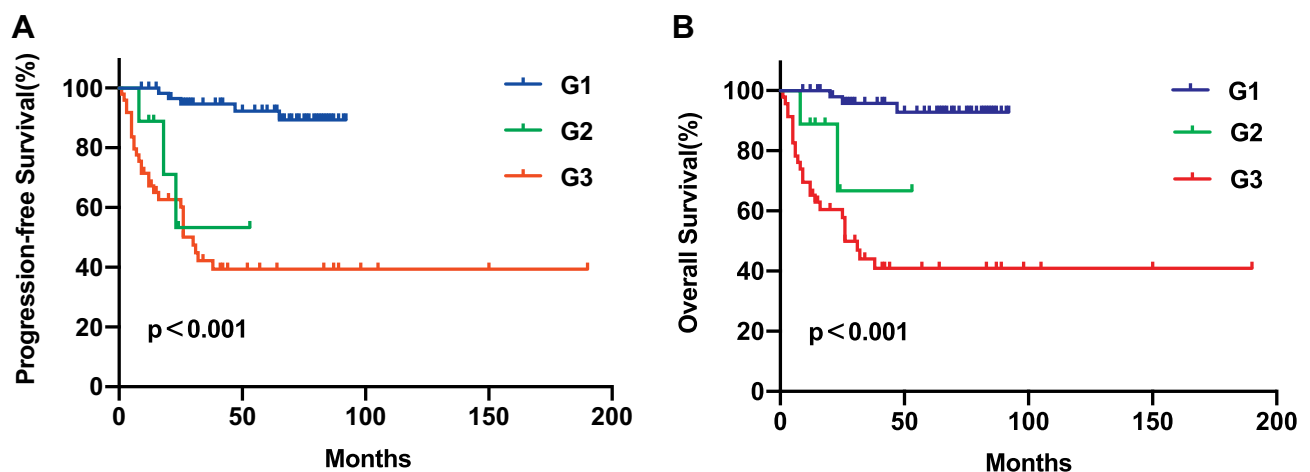 A
Progression-free Survival(%)
100
80
60
40
20
0
0 50 100 150 200
Months
G1
G2
G3
p<0.001
B
Overall Survival(%)
100
80
60
40
20
0
0 50 100 150 200
Months
G1
G2
G3
p<0.001